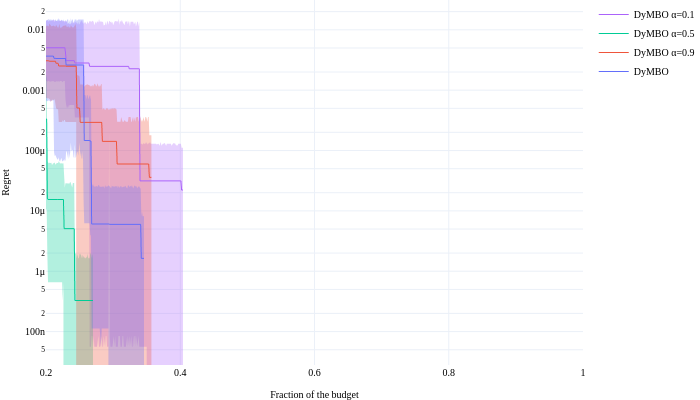 2
0.01
5
2
0.001
5
2
100μ
5
2
10μ
5
2
1μ
5
2
100n
5
Regret
0.2 0.4 0.6 0.8 1
Fraction of the budget
DyMBO α=0.1
DyMBO α=0.5
DyMBO α=0.9
DyMBO